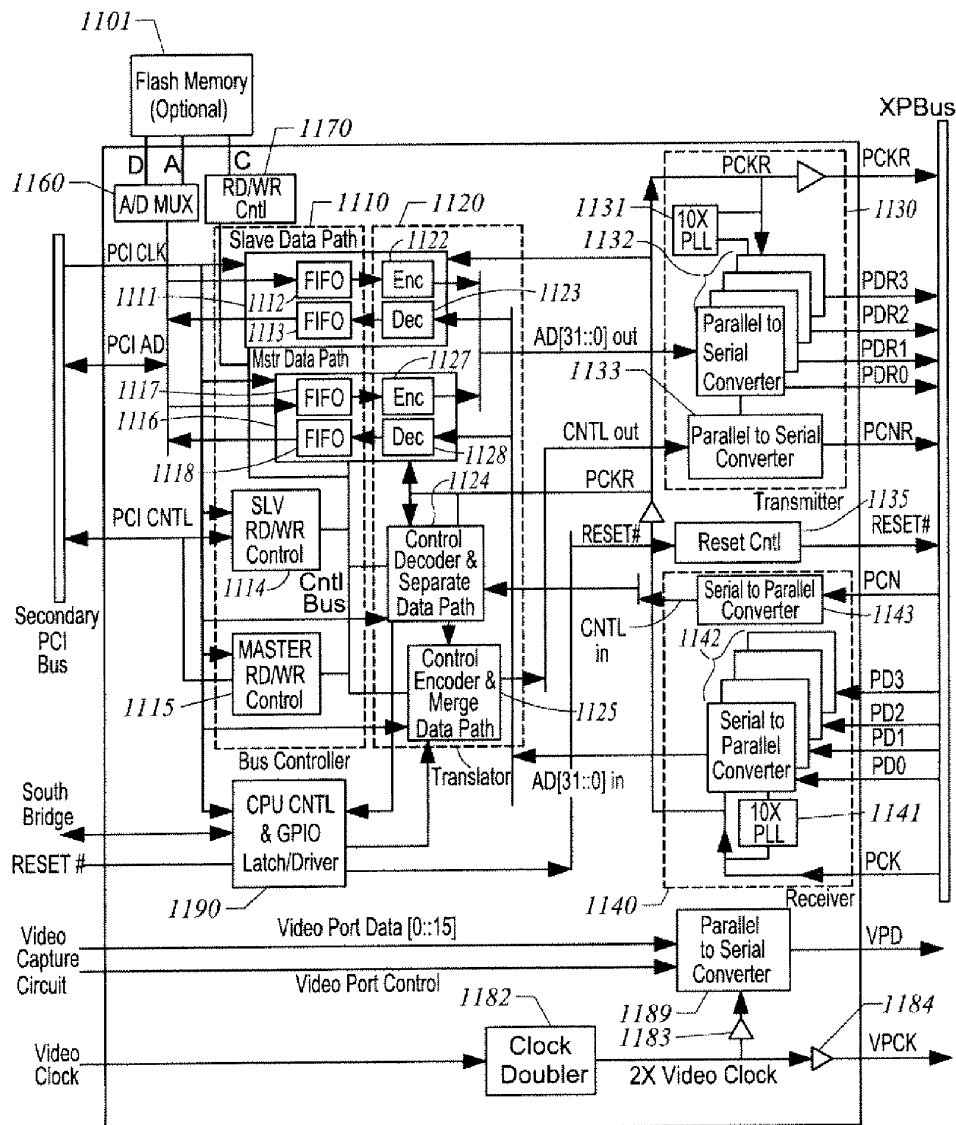 1101
Flash Memory
(Optional)
XPBus
D
A
C
1170
1160
A/D MUX
RD/WR
Cntl
1110
1120
PCKR
PCKR
1130
1131
10X
PLL
1132
Slave Data Path
1122
PCI CLK
1111
1112
FIFO
Enc
1123
1113
FIFO
Dec
PDR3
PDR2
PDR1
PDR0
Parallel to
Serial
Converter
AD[31::0] out
PCI AD
Mstr Data Path
1127
1133
1117
FIFO
Enc
1116
FIFO
Dec
1118
1128
CNTL out
Parallel to Serial
Converter
PCNR
1124
PCKR
Transmitter
1135
PCI CNTL
SLV
RD/WR
Control
1114
Cntl
Bus
Control
Decoder &
Separate
Data Path
RESET#
Reset Cntl
RESET#
Secondary
PCI
Bus
Serial to Parallel
Converter
PCN
1143
CNTL
in
1142
MASTER
RD/WR
Control
1115
Control
Encoder &
Merge
Data Path
1125
PD3
PD2
PD1
PD0
Serial to
Parallel
Converter
Bus Controller
Translator
AD[31::0] in
South
Bridge
CPU CNTL
& GPIO
Latch/Driver
RESET #
10X
PLL
1141
PCK
1190
1140
Receiver
Video
Capture
Circuit
Video Port Data [0::15]
Video Port Control
Parallel
to Serial
Converter
VPD
1182
1189
1183
1184
Video
Clock
Clock
Doubler
2X Video Clock
VPCK